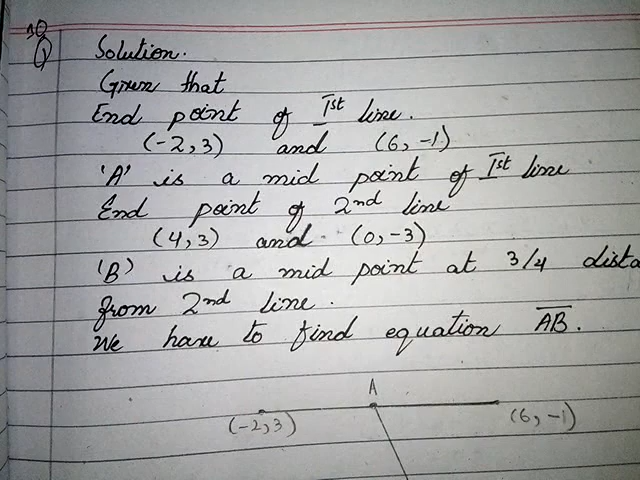 30
(1) Solution.
Given that
End point of Ist line.
(-2,3) and (6,-1)
'A' is a mid point of Ist line
End point of 2nd line
(4,3) and (0,-3)
'B' is a mid point at 3/4 dista
from 2nd line.
We have to find equation AB.
A
(-2,3) (6,-1)